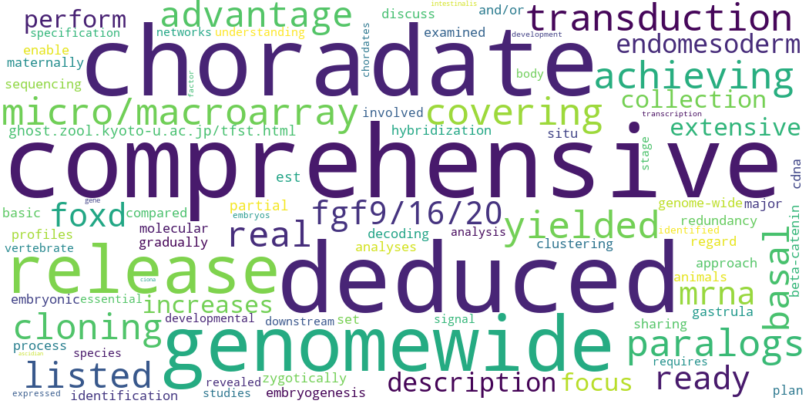 intestinalis
perform advantage discuss and/or transduction
specification networks understanding examined development
enable choradate chordates endomesoderm
maternally body achieving
sequencing factor collection
micro/macroarray involved covering transcription
ghost.zool.kyoto-u.ac.jp/tfst.html hybridization situ extensive
comprehensive stage cdna
est
basic foxd compared gene partial fgf9/16/20 genome-wide major
embryos yielded redundancy
profiles molecular real decoding analysis identified
vertebrate gradually analyses clustering regard basal beta-catenin
release ciona deduced approach
animals
embryonic essential increases mrna
gastrula
cloning developmental downstream set signal sharing
process ascidian genomewide paralogs
species requires
listed revealed zygotically description focus ready
expressed identification studies embryogenesis plan